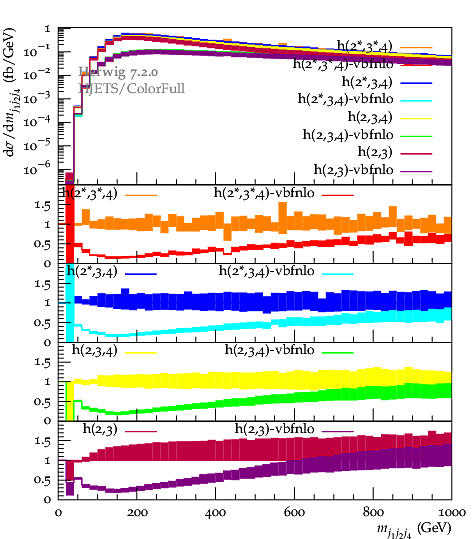 dσ/dm_{j1j2j4} (fb/GeV)
10^{-1}
1
10^{-1}
10^{-2}
10^{-3}
10^{-4}
10^{-5}
10^{-6}
Herwig 7.2.0
HJETS/ColorFull
h(2*,3*,4)
h(2*,3*,4)-vbfnlo
h(2*,3,4)
h(2*,3,4)-vbfnlo
h(2,3,4)
h(2,3,4)-vbfnlo
h(2,3)
h(2,3)-vbfnlo
h(2*,3*,4) h(2*,3*,4)-vbfnlo
1.5
1
0.5
0
h(2*,3,4) h(2*,3,4)-vbfnlo
1.5
1
0.5
0
h(2,3,4) h(2,3,4)-vbfnlo
1.5
1
0.5
0
h(2,3) h(2,3)-vbfnlo
1.5
1
0.5
0
0 200 400 600 800 1000
m_{j1j2j4} (GeV)